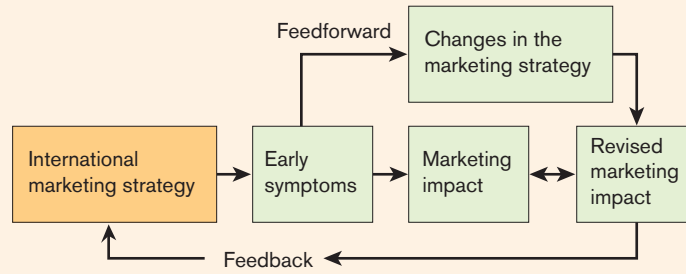 Feedforward
Changes in the
marketing strategy
International
marketing strategy
Early
symptoms
Marketing
impact
Revised
marketing
impact
Feedback